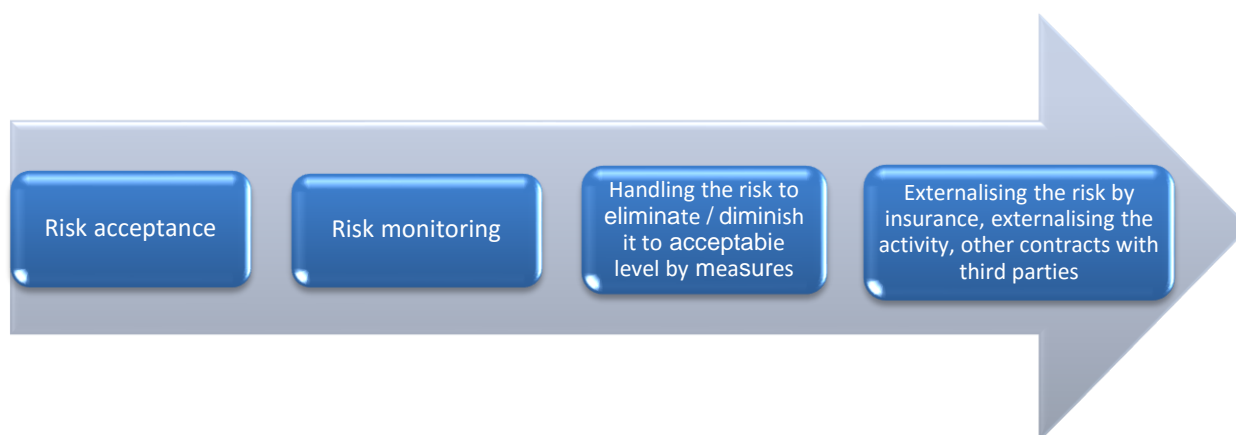 Risk acceptance
Risk monitoring
Handling the risk to
eliminate / diminish
it to acceptabie
level by measures
Externalising the risk by
insurance, externalising the
activity, other contracts with
third parties